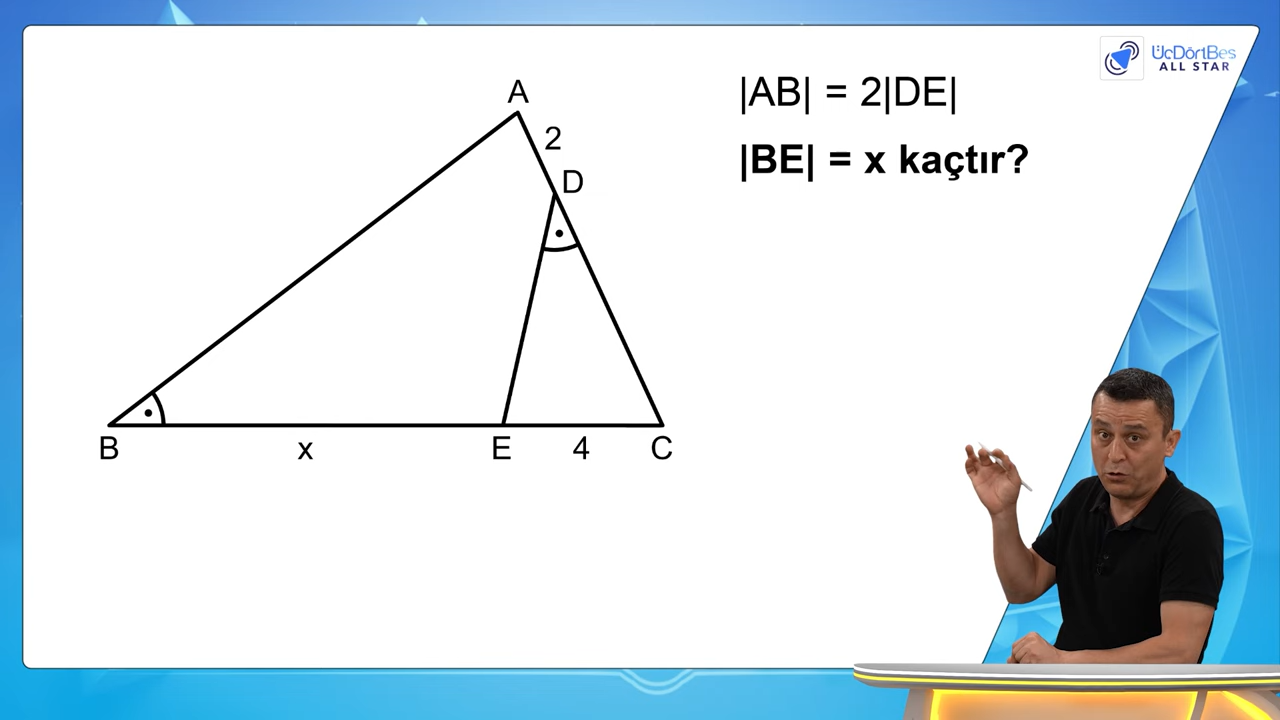 ÜçDörtBeş
ALL STAR
|AB| = 2|DE|
|BE| = x kaçtır?
A
2
D
B
x
E
4
C